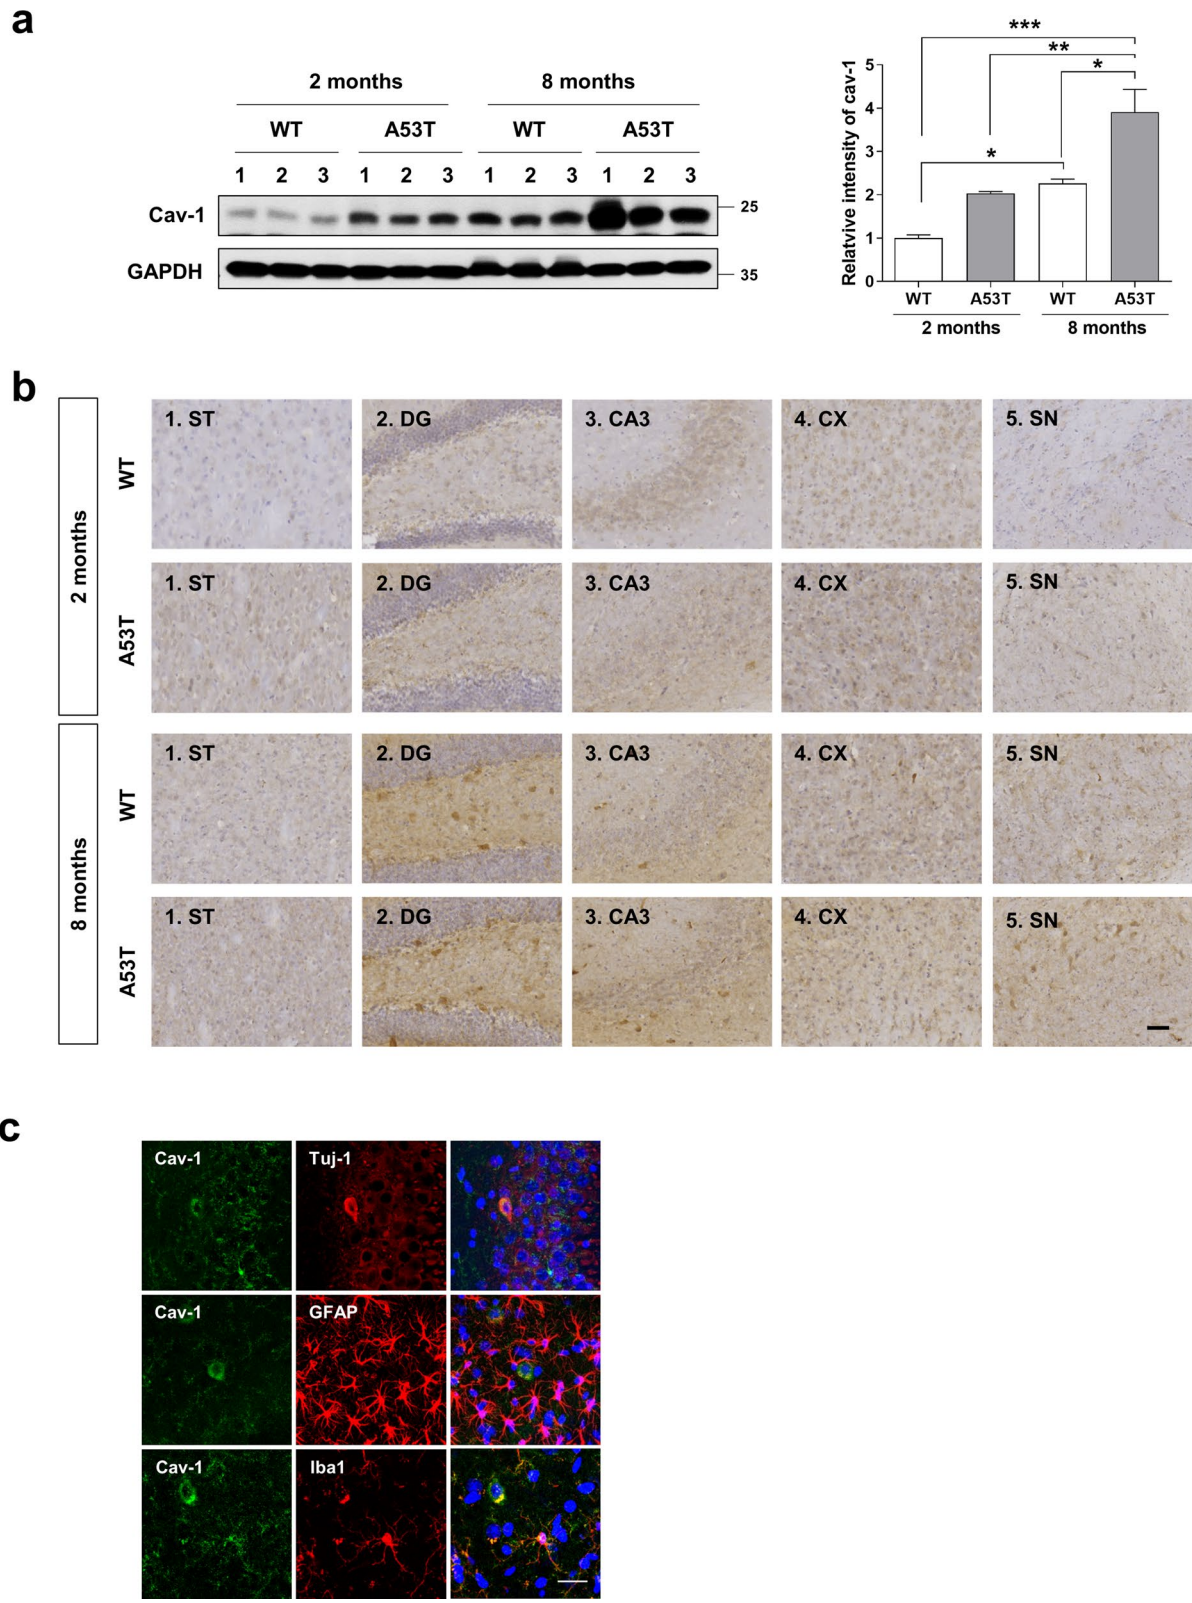 a
2 months 8 months
WT A53T WT A53T
1 2 3 1 2 3 1 2 3 1 2 3
Cav-1 25
GAPDH 35
***
**
*
*
Relatvive intensity of cav-1
5
4
3
2
1
0
WT A53T WT A53T
2 months 8 months
b
2 months
WT
1. ST 2. DG 3. CA3 4. CX 5. SN
A53T
1. ST 2. DG 3. CA3 4. CX 5. SN
8 months
WT
1. ST 2. DG 3. CA3 4. CX 5. SN
A53T
1. ST 2. DG 3. CA3 4. CX 5. SN
c
Cav-1 Tuj-1
Cav-1 GFAP
Cav-1 Iba1